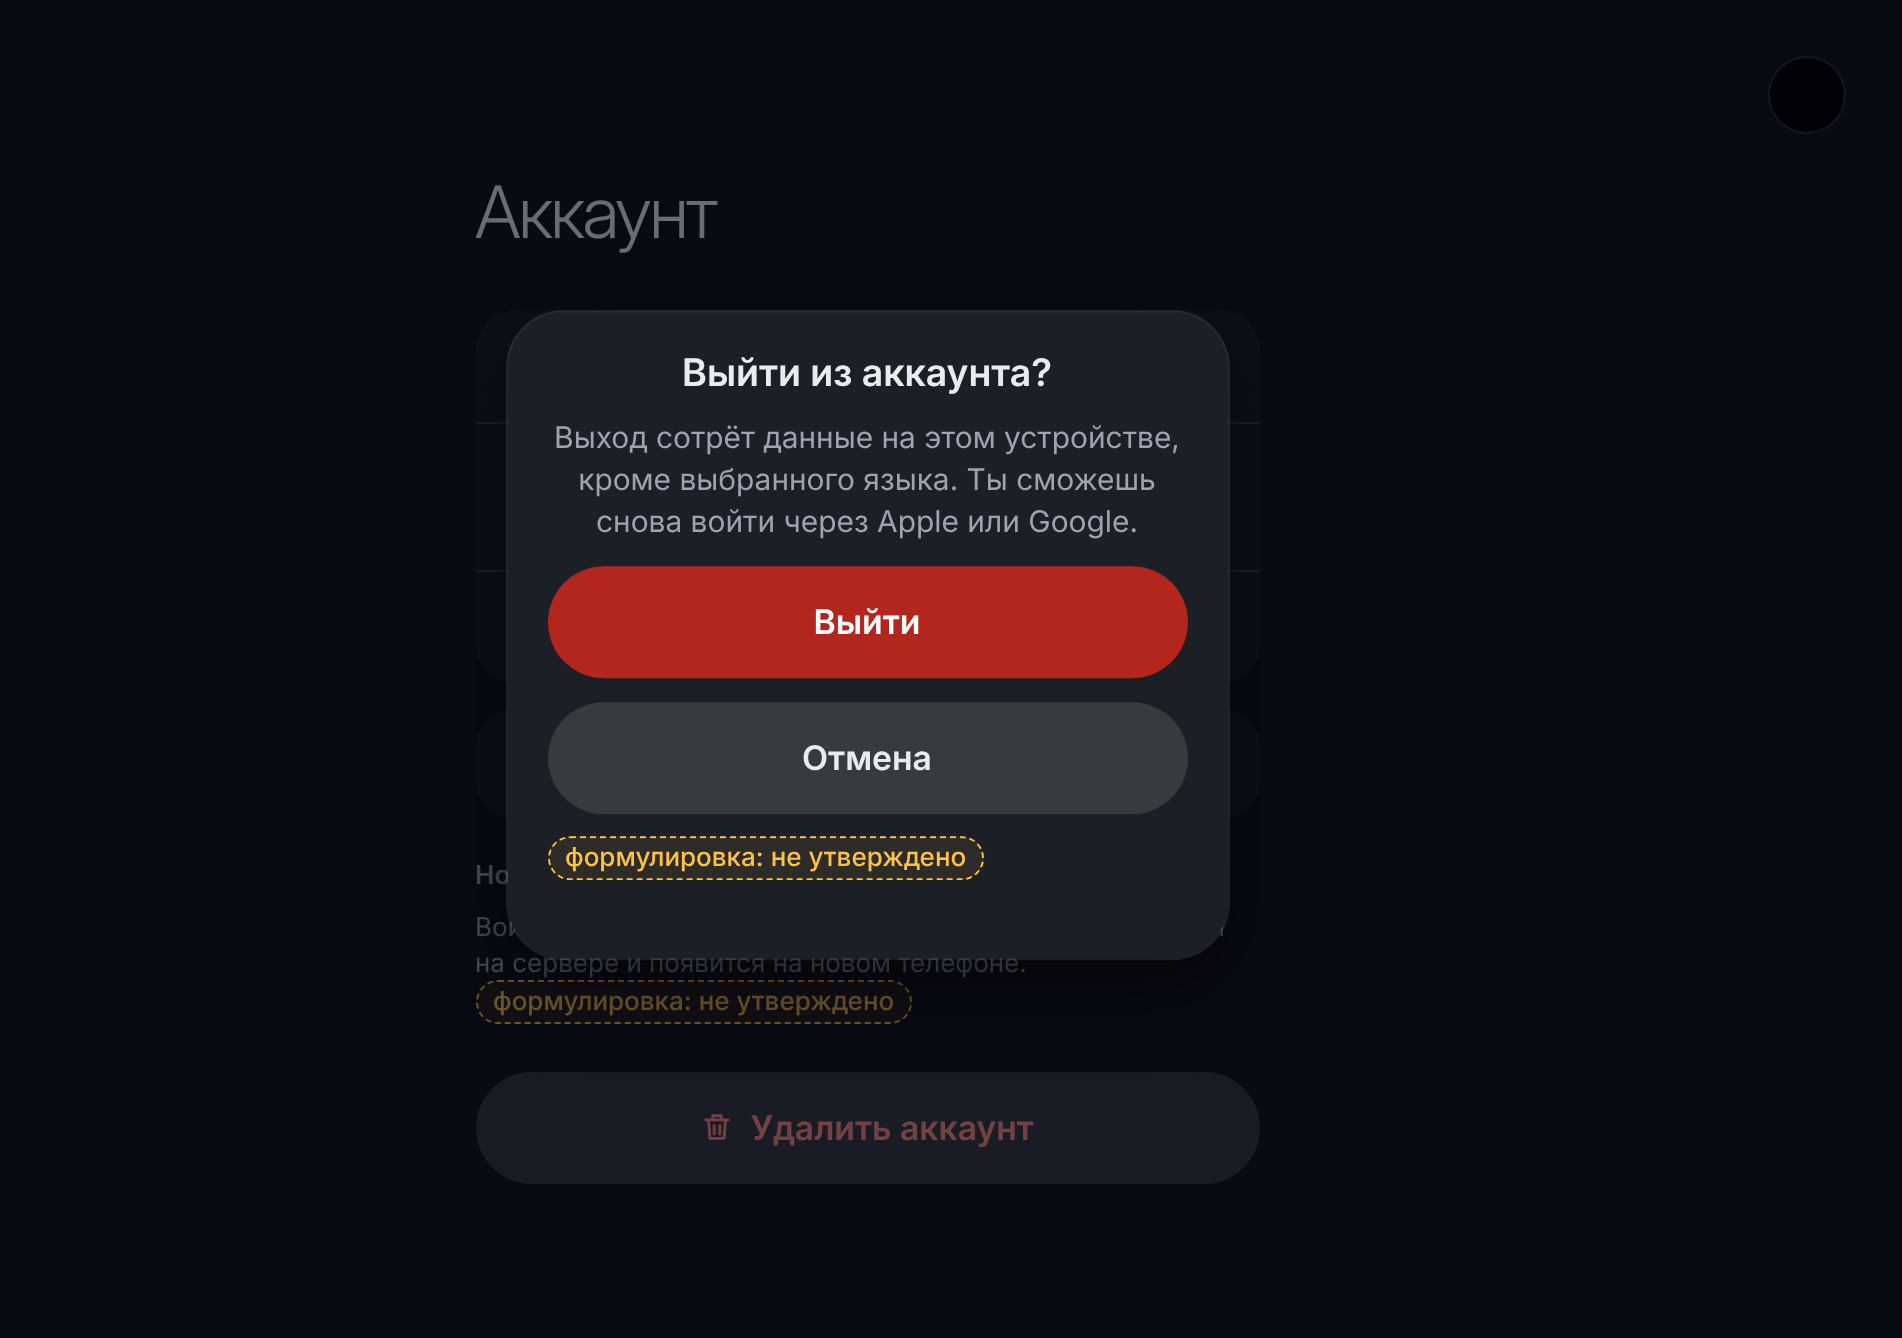 Аккаунт
Выйти из аккаунта?
Выход сотрёт данные на этом устройстве,
кроме выбранного языка. Ты сможешь
снова войти через Apple или Google.
Выйти
Отмена
формулировка: не утверждено
на сервере и появится на новом телефоне.
формулировка: не утверждено
Удалить аккаунт